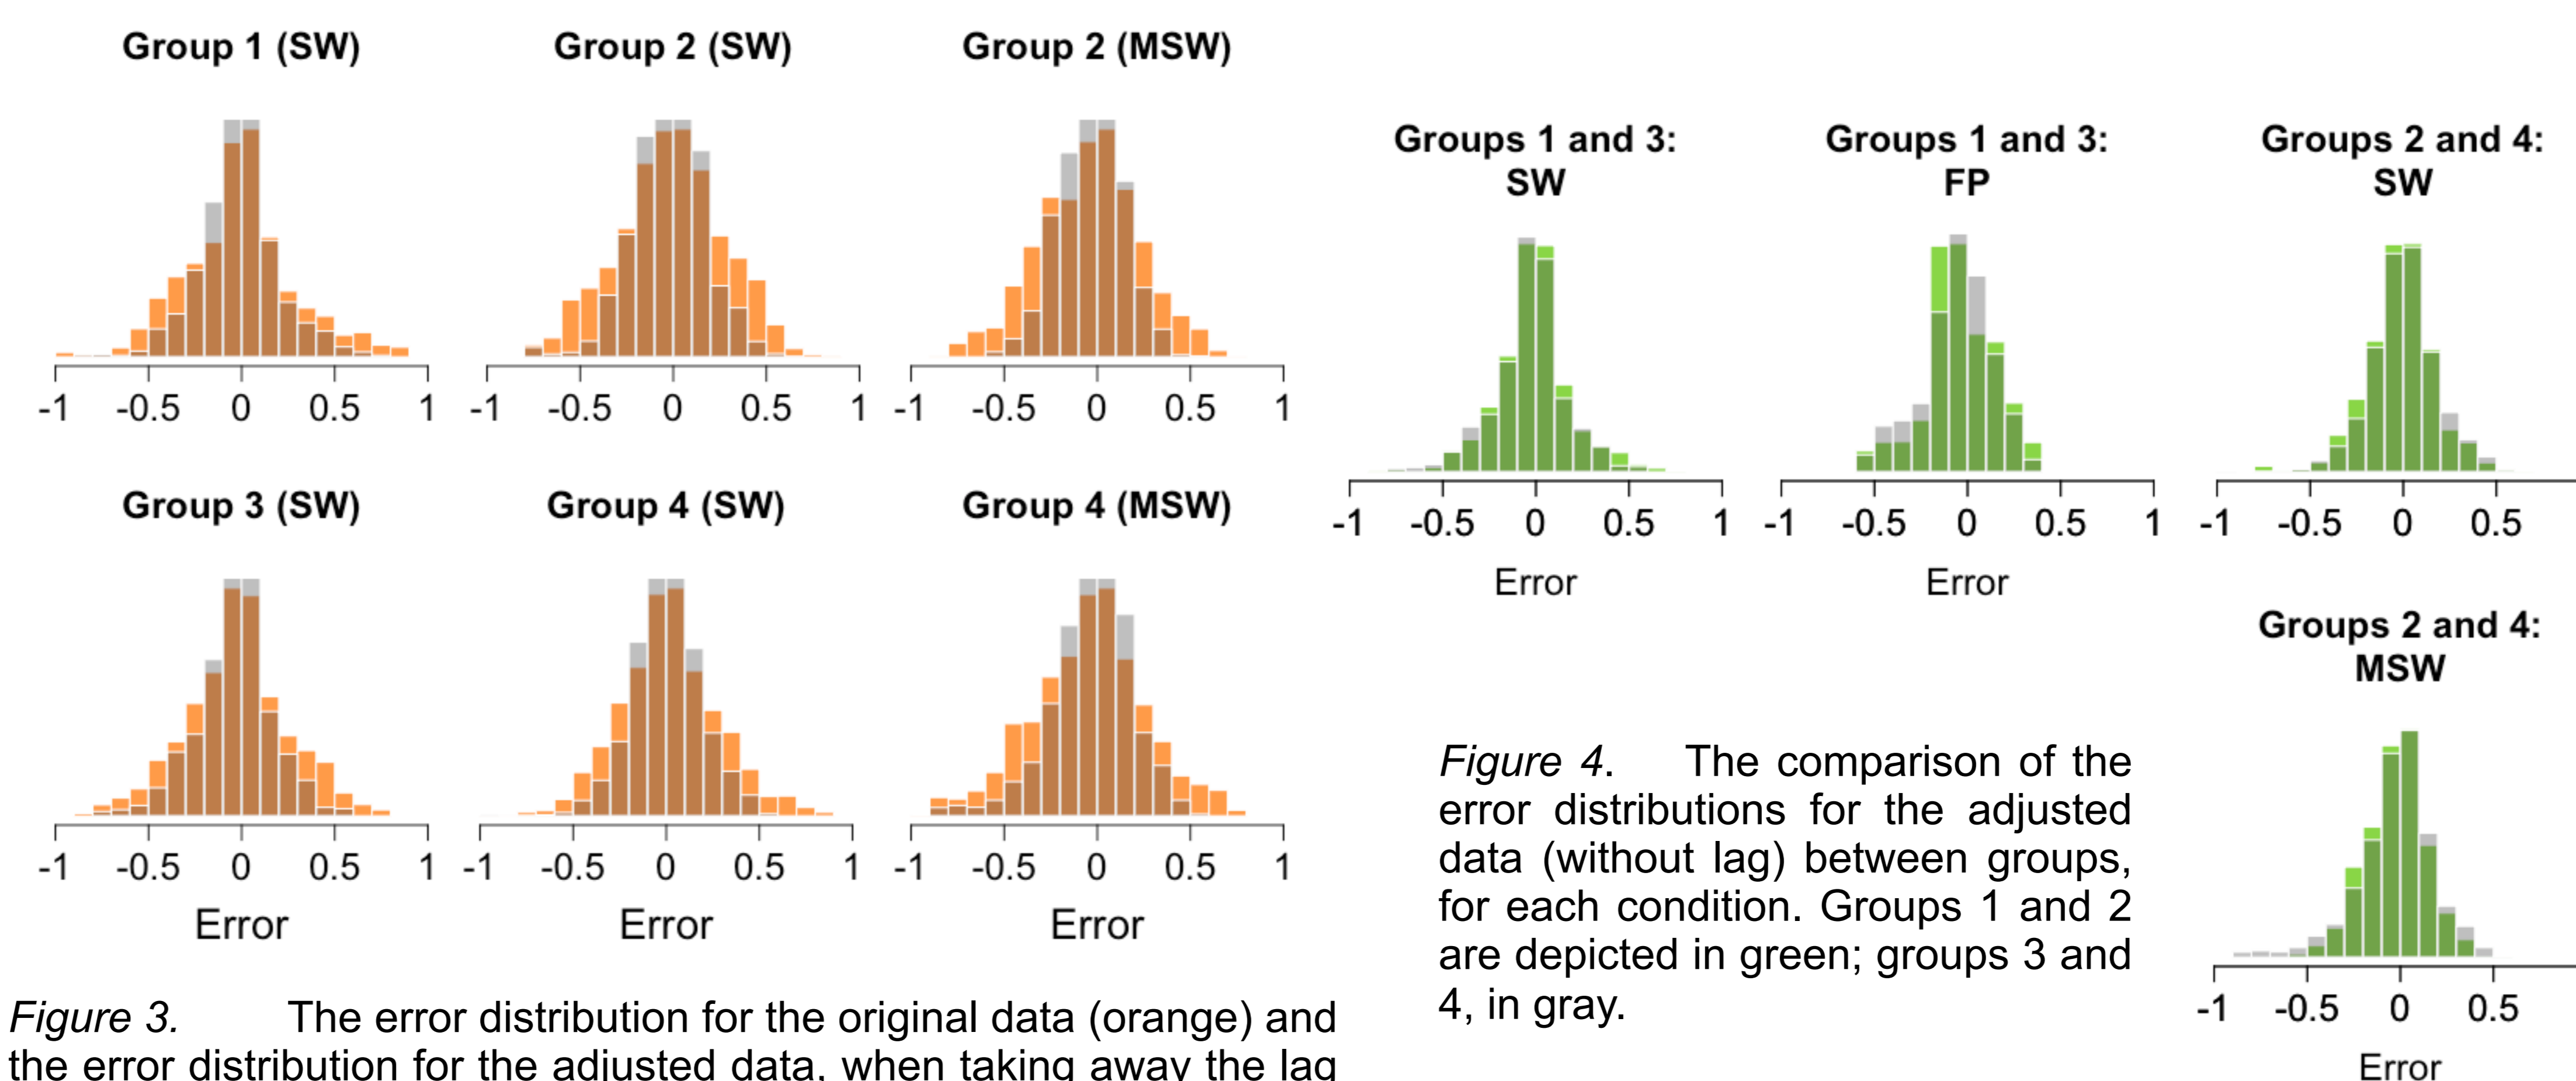 Group 1 (SW)
Group 2 (SW)
Group 2 (MSW)
-1 -0.5 0 0.5 1
-1 -0.5 0 0.5 1
-1 -0.5 0 0.5 1
Group 3 (SW)
Group 4 (SW)
Group 4 (MSW)
-1 -0.5 0 0.5 1
-1 -0.5 0 0.5 1
-1 -0.5 0 0.5 1
Error
Error
Error
Figure 3. The error distribution for the original data (orange) and
the error distribution for the adjusted data, when taking away the lag
Groups 1 and 3:
SW
Groups 1 and 3:
FP
Groups 2 and 4:
SW
-1 -0.5 0 0.5 1
-1 -0.5 0 0.5 1
-1 -0.5 0 0.5
Error
Error
Groups 2 and 4:
MSW
-1 -0.5 0 0.5
Error
Figure 4. The comparison of the
error distributions for the adjusted
data (without lag) between groups,
for each condition. Groups 1 and 2
are depicted in green; groups 3 and
4, in gray.